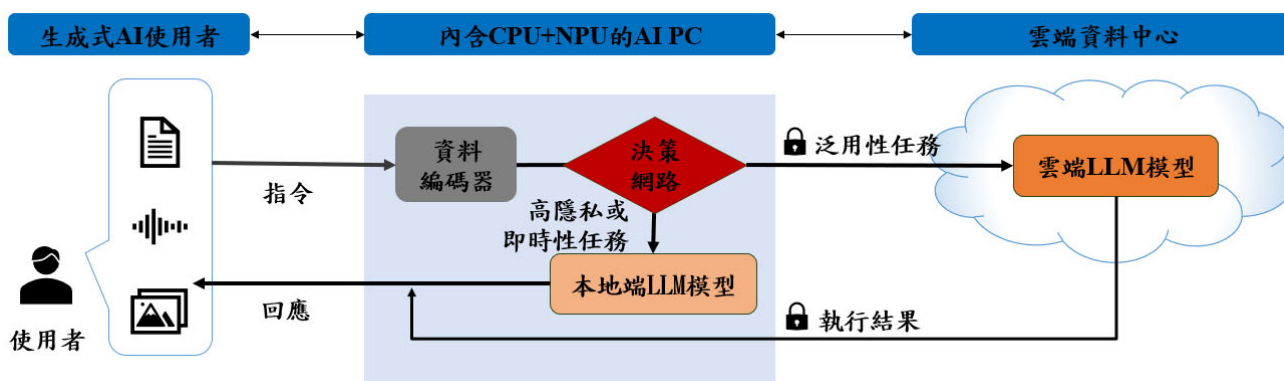 生成式AI使用者
內含CPU+NPU的AI PC
雲端資料中心
資料
編碼器
決策
網路
泛用性任務
雲端LLM模型
指令
高隱私或
即時性任務
本地端LLM模型
回應
執行結果
使用者